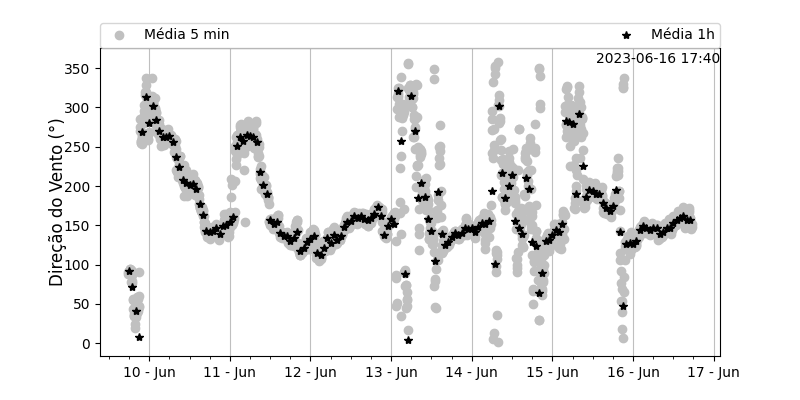 Média 5 min
Média 1h
2023-06-16 17:40
Direção do Vento (°)
350
300
250
200
150
100
50
0
10 - Jun
11 - Jun
12 - Jun
13 - Jun
14 - Jun
15 - Jun
16 - Jun
17 - Jun